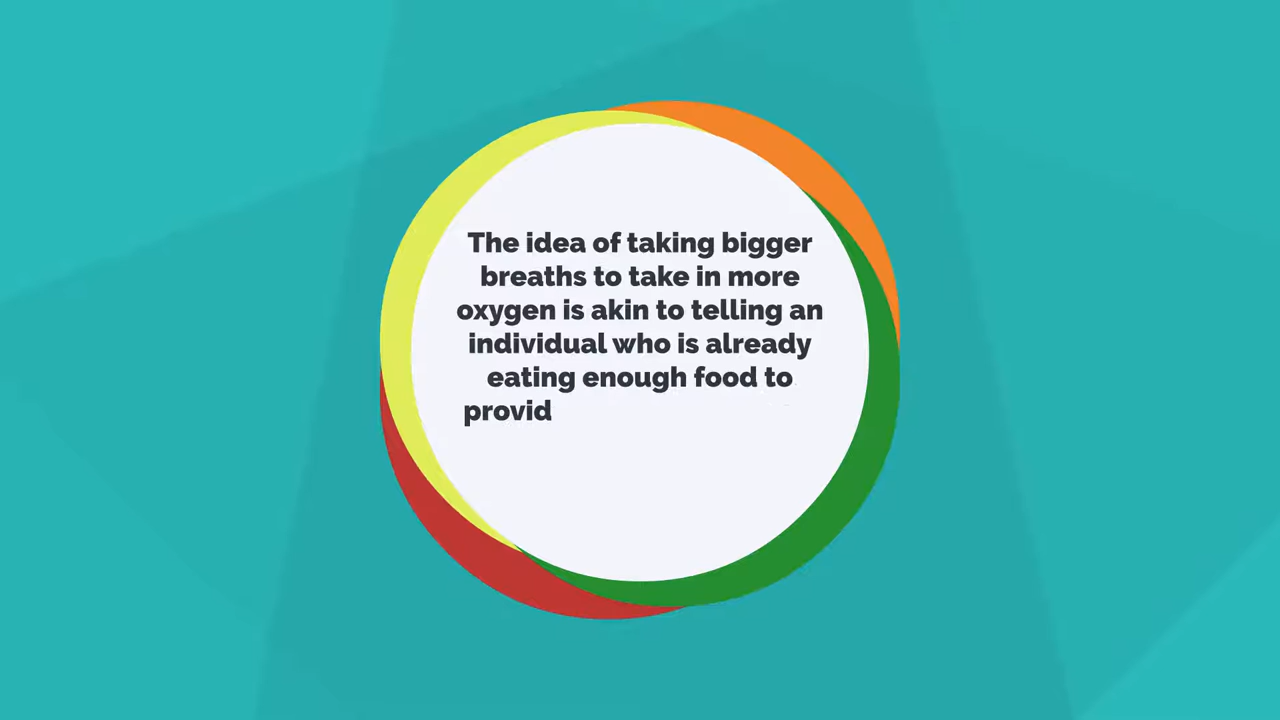 The idea of taking bigger
breaths to take in more
oxygen is akin to telling an
individual who is already
eating enough food to
provid